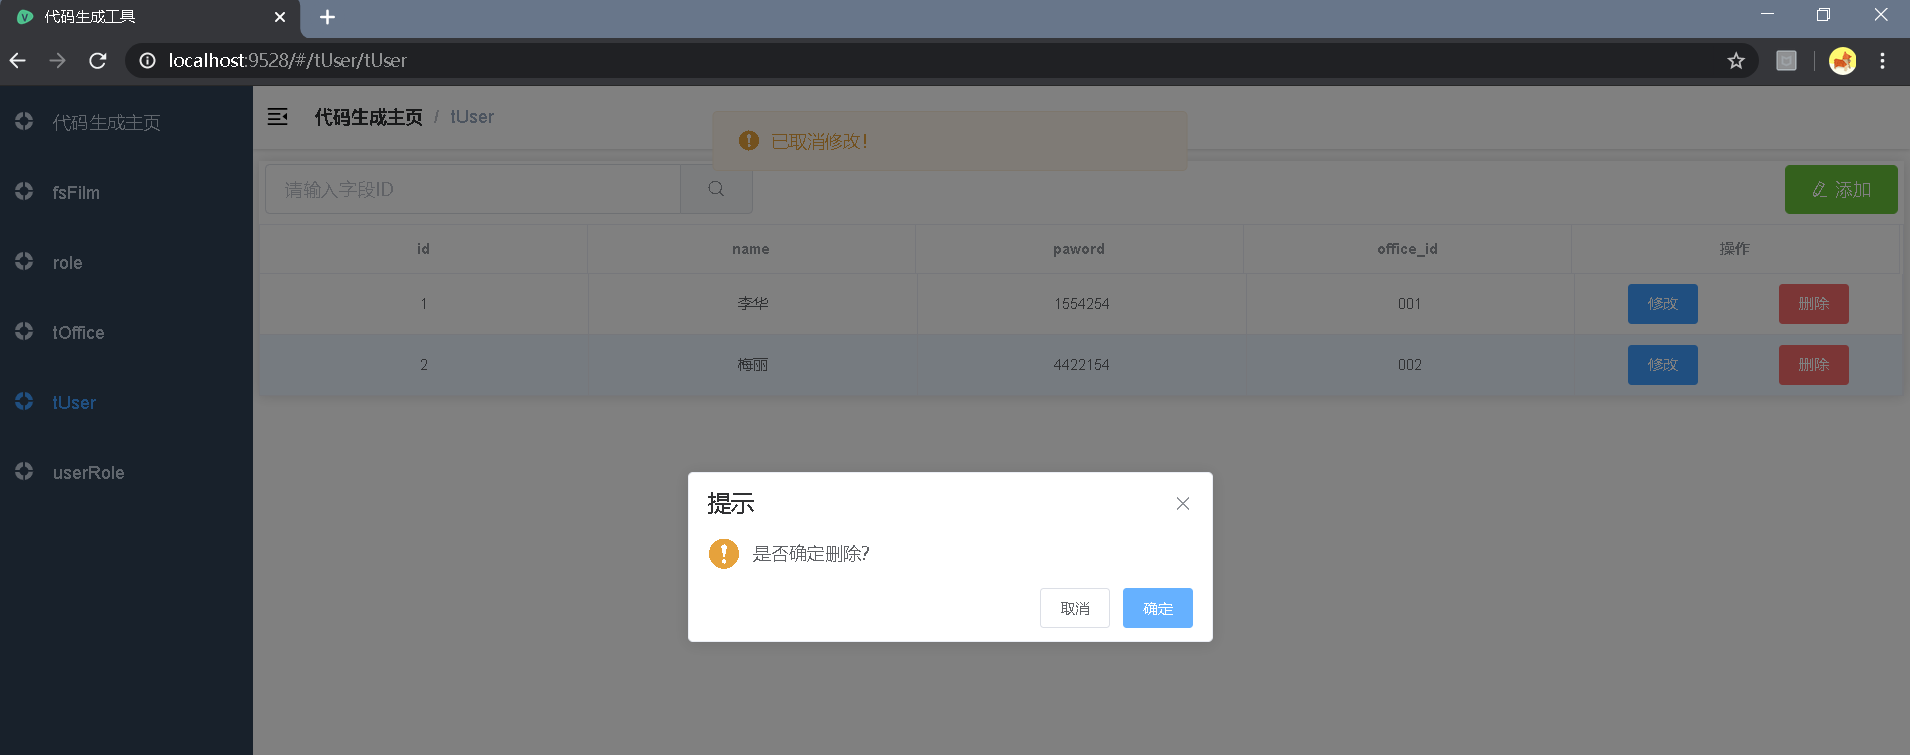 代码生成工具
localhost:9528/#/tUser/tUser
代码生成主页
fsFilm
role
tOffice
tUser
userRole
代码生成主页 / tUser
已取消修改!
请输入字段ID
添加
id name paword office_id 操作
1 李华 1554254 001 修改 删除
2 梅丽 4422154 002 修改 删除
提示
是否确定删除?
取消 确定